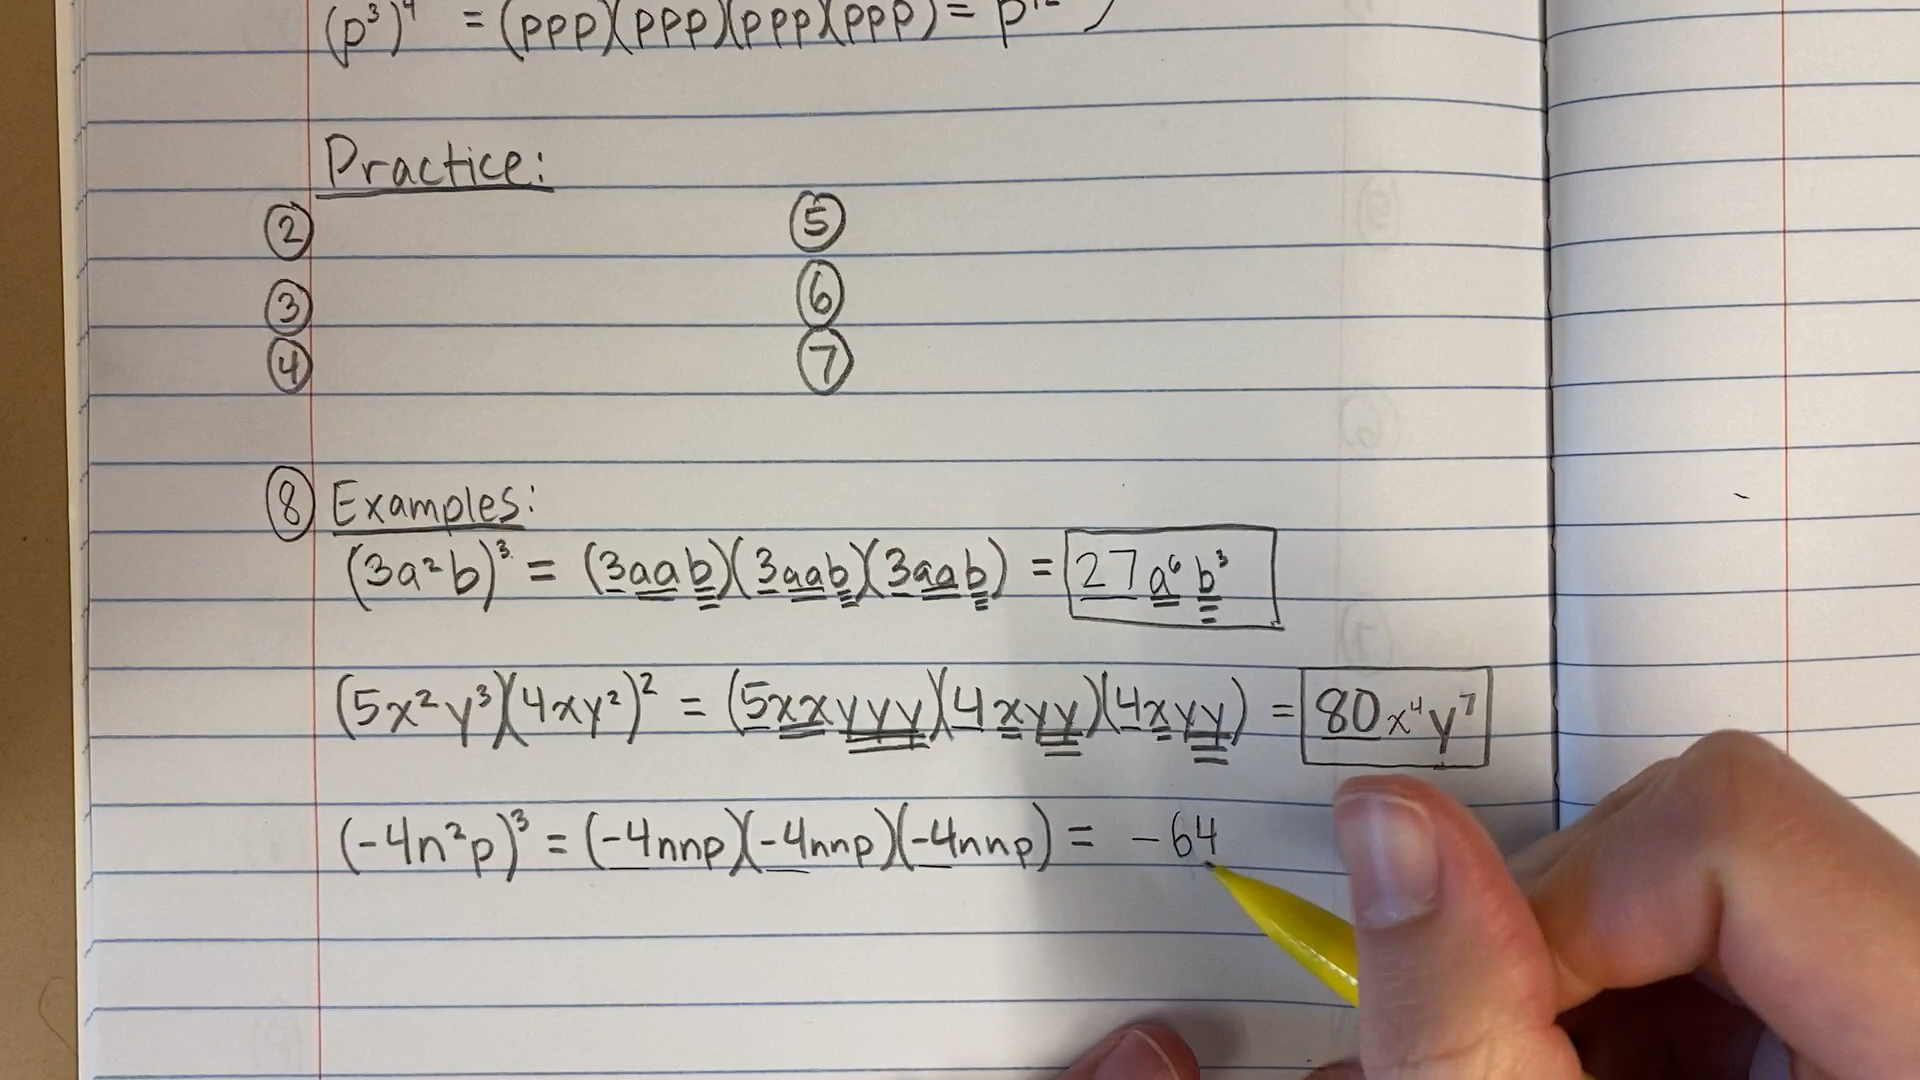 (p³)⁴ = (ppp)(ppp)(ppp)(ppp) = p¹²
Practice:
② ⑤
③ ⑥
④ ⑦
⑧ Examples:
(3a²b)³ = (3aab)(3aab)(3aab) = 27a⁶b³
(5x²y³)(4xy²)² = (5xxyyy)(4xyy)(4xyy) = 80x⁴y⁷
(-4n²p)³ = (-4nnp)(-4nnp)(-4nnp) = -64